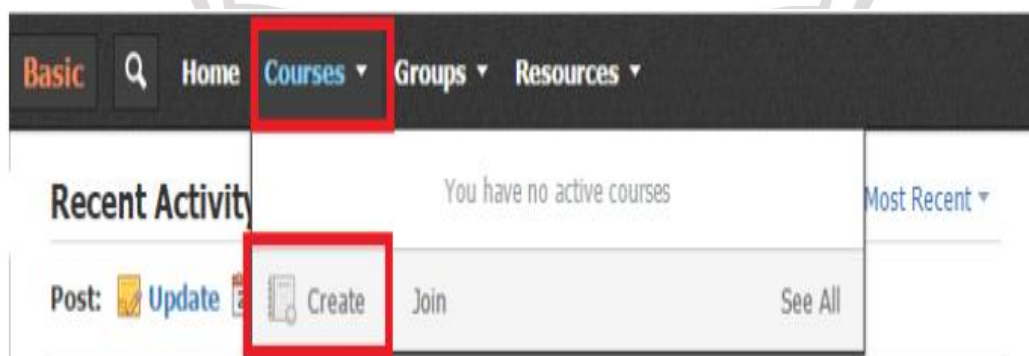 Basic Home Courses Groups Resources
You have no active courses
Recent Activity Most Recent
Post: Update Create Join See All